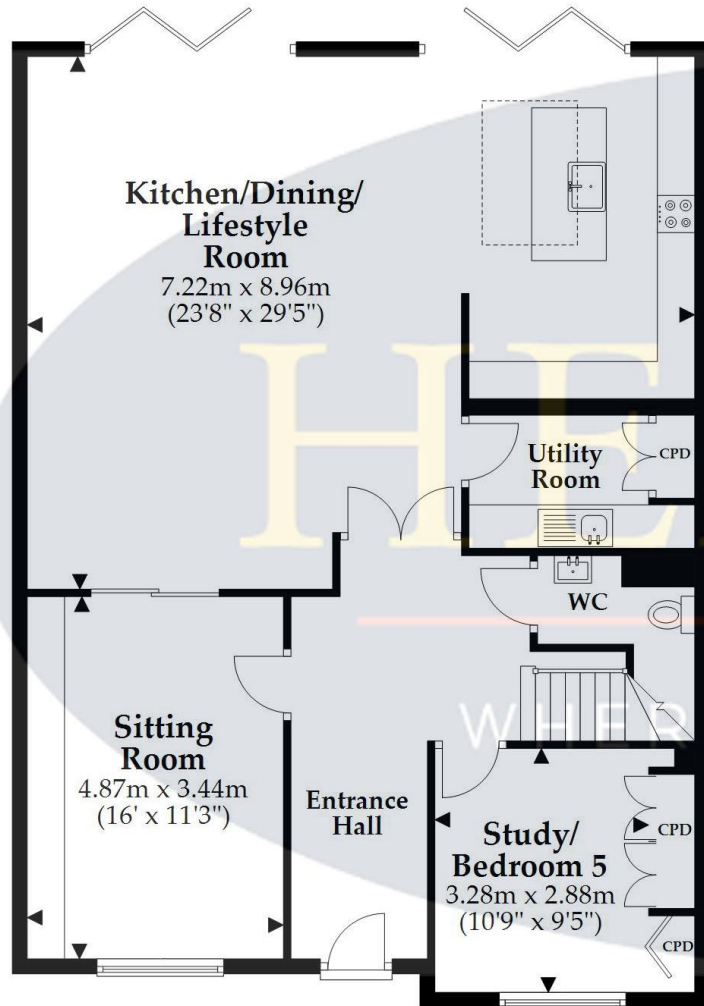 Kitchen/Dining/
Lifestyle
Room
7.22m x 8.96m
(23'8" x 29'5")
Utility
Room
CPD
WC
Sitting
Room
4.87m x 3.44m
(16' x 11'3")
Entrance
Hall
Study/
Bedroom 5
3.28m x 2.88m
(10'9" x 9'5")
CPD
CPD
HE
WHER